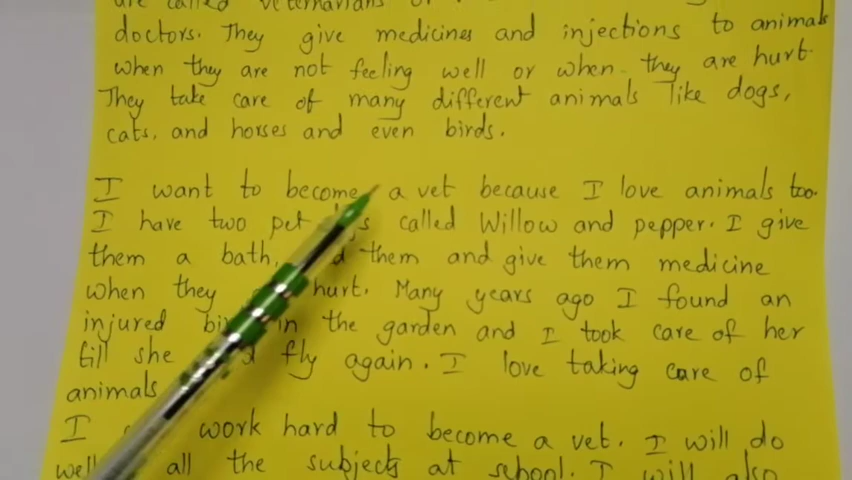 are called veternarians or
doctors. They give medicines and injections to animals
when they are not feeling well or when they are hurt.
They take care of many different animals like dogs,
cats, and horses and even birds.
I want to become a vet because I love animals too.
I have two pet called Willow and pepper. I give
them a bath, them and give them medicine
when they hurt. Many years ago I found an
injured in the garden and I took care of her
till she fly again. I love taking care of
animals
I work hard to become a vet. I will do
well all the subjects at school. I will also